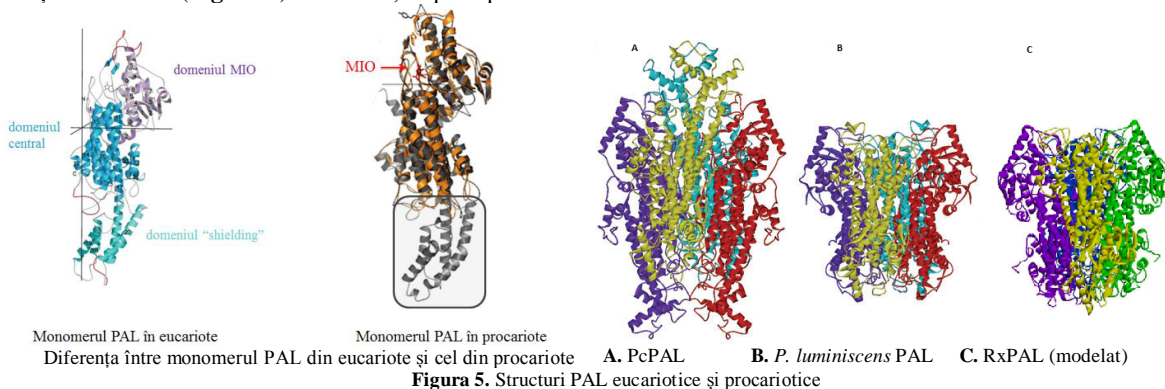 A
B
C
domeniul MIO
MIO
domeniul
central
domeniul “shielding”
Monomerul PAL în eucariote
Monomerul PAL în procariote
Diferența între monomerul PAL din eucariote și cel din procariote
A. PcPAL
B. P. luminiscens PAL
C. RxPAL (modelat)
Figura 5. Structuri PAL eucariotice și procariotice